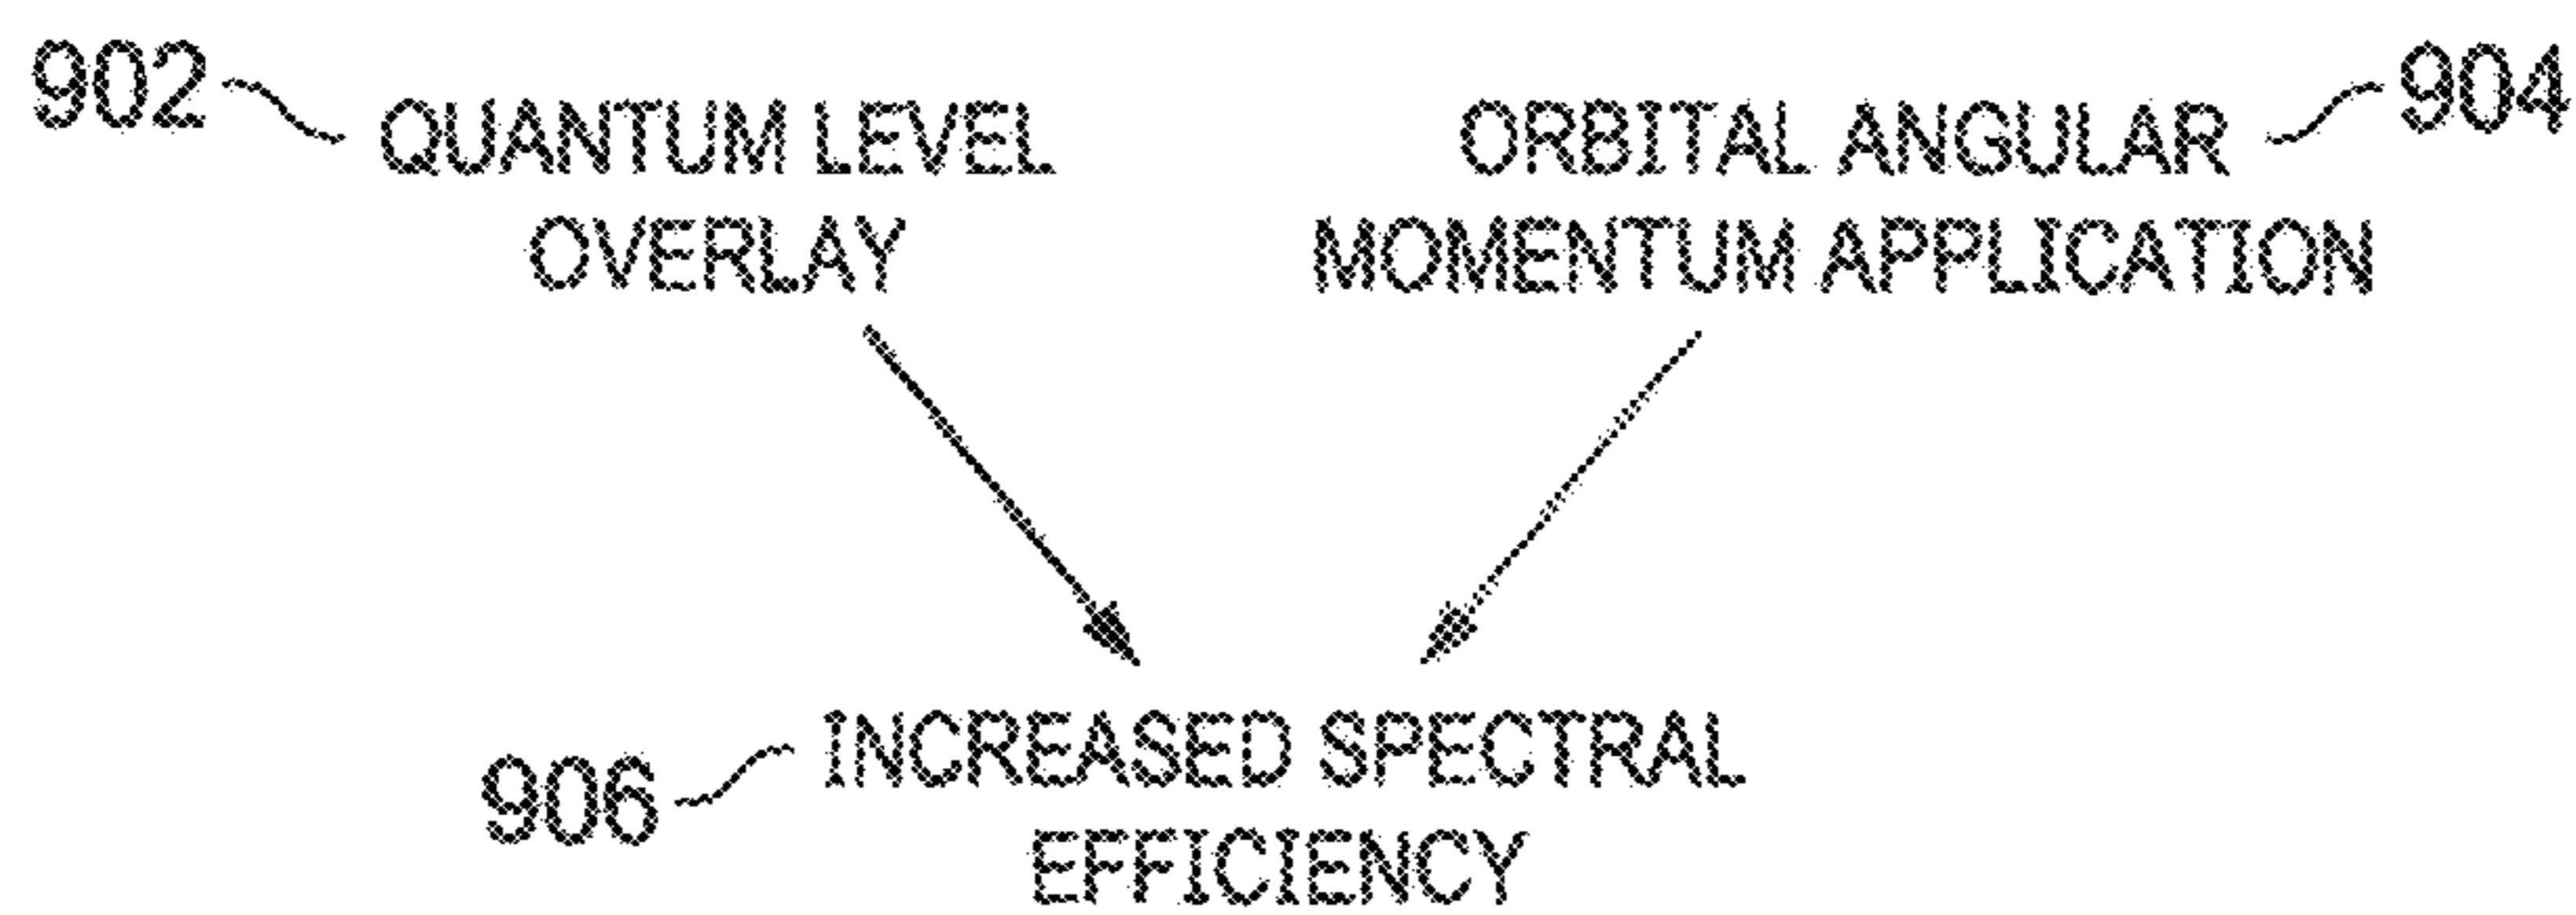 902 QUANTUM LEVEL
OVERLAY
ORBITAL ANGULAR 904
MOMENTUM APPLICATION
906 INCREASED SPECTRAL
EFFICIENCY